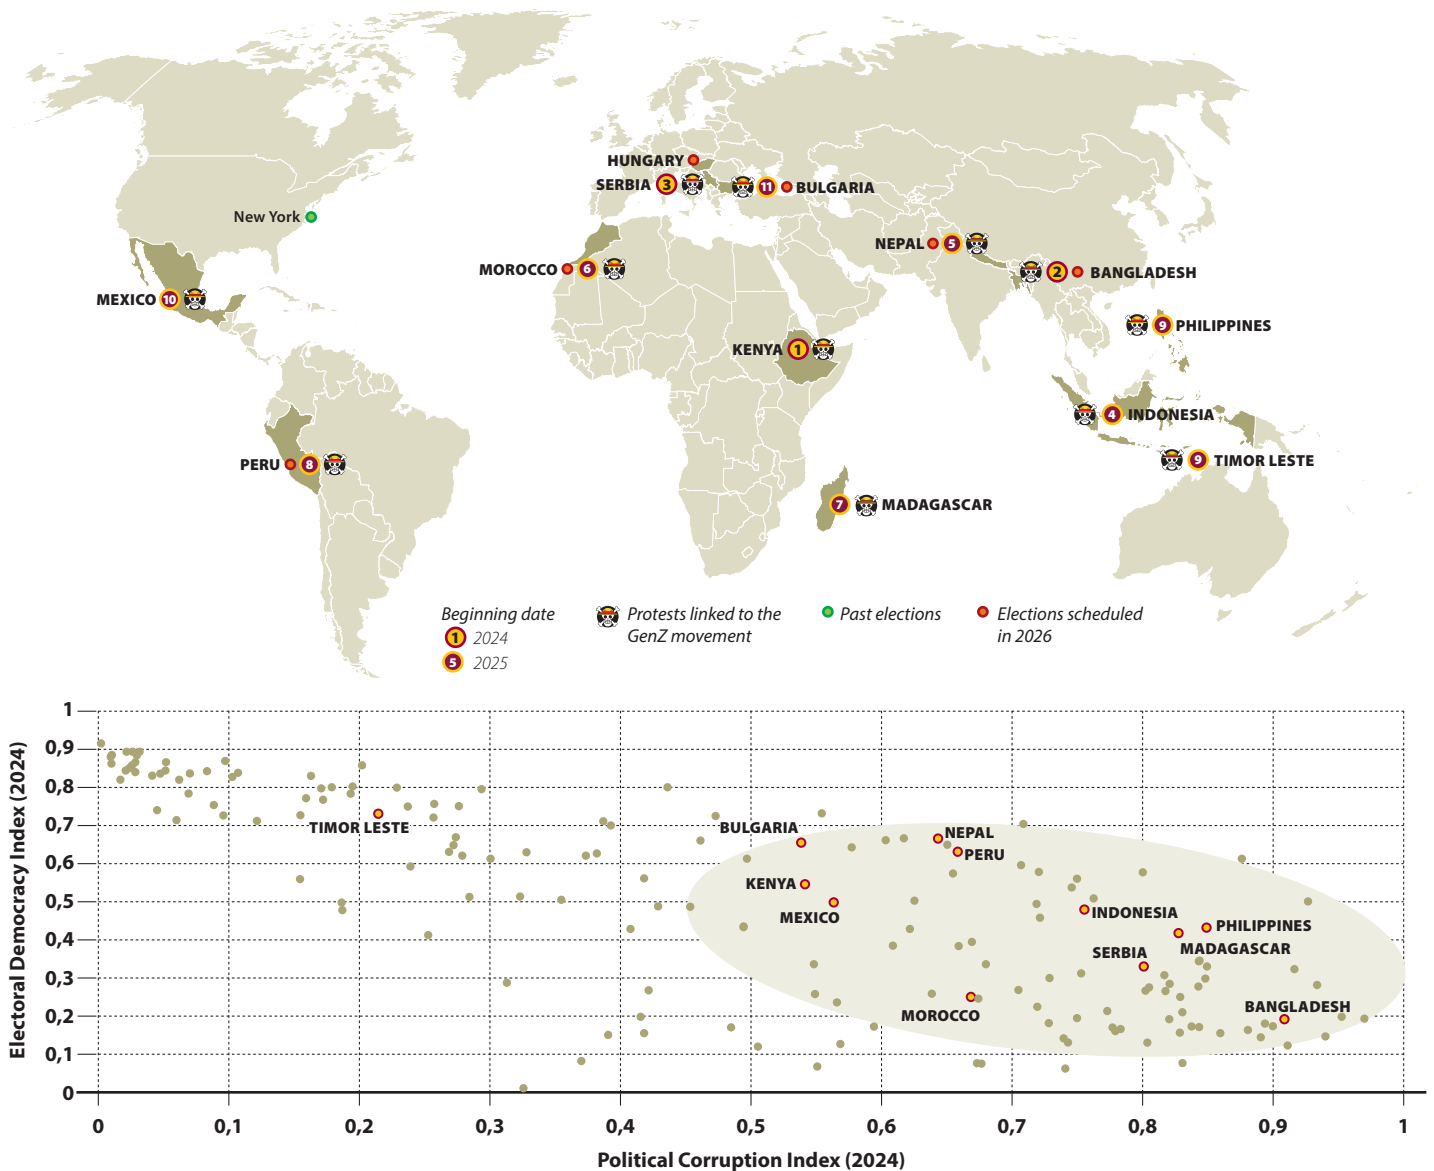 HUNGARY
SERBIA 3
11 BULGARIA
New York
NEPAL 5
MOROCCO 6
2 BANGLADESH
MEXICO 10
9 PHILIPPINES
KENYA 1
4 INDONESIA
PERU 8
9 TIMOR LESTE
7 MADAGASCAR
Beginning date
1 2024
5 2025
Protests linked to the
GenZ movement
Past elections
Elections scheduled
in 2026
Electoral Democracy Index (2024)
1
0,9
0,8
0,7
0,6
0,5
0,4
0,3
0,2
0,1
0
TIMOR LESTE
BULGARIA
NEPAL
PERU
KENYA
MEXICO
INDONESIA
PHILIPPINES
MADAGASCAR
SERBIA
MOROCCO
BANGLADESH
0 0,1 0,2 0,3 0,4 0,5 0,6 0,7 0,8 0,9 1
Political Corruption Index (2024)